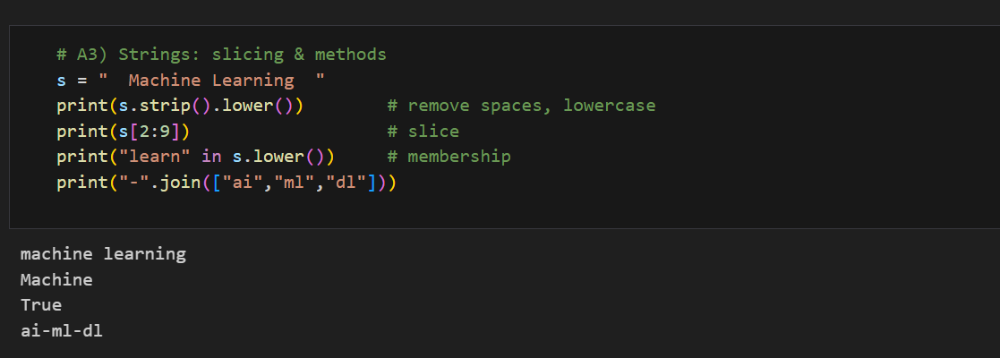 # A3) Strings: slicing & methods
s = "  Machine Learning  "
print(s.strip().lower())        # remove spaces, lowercase
print(s[2:9])                   # slice
print("learn" in s.lower())     # membership
print("-".join(["ai","ml","dl"]))
machine learning
Machine
True
ai-ml-dl